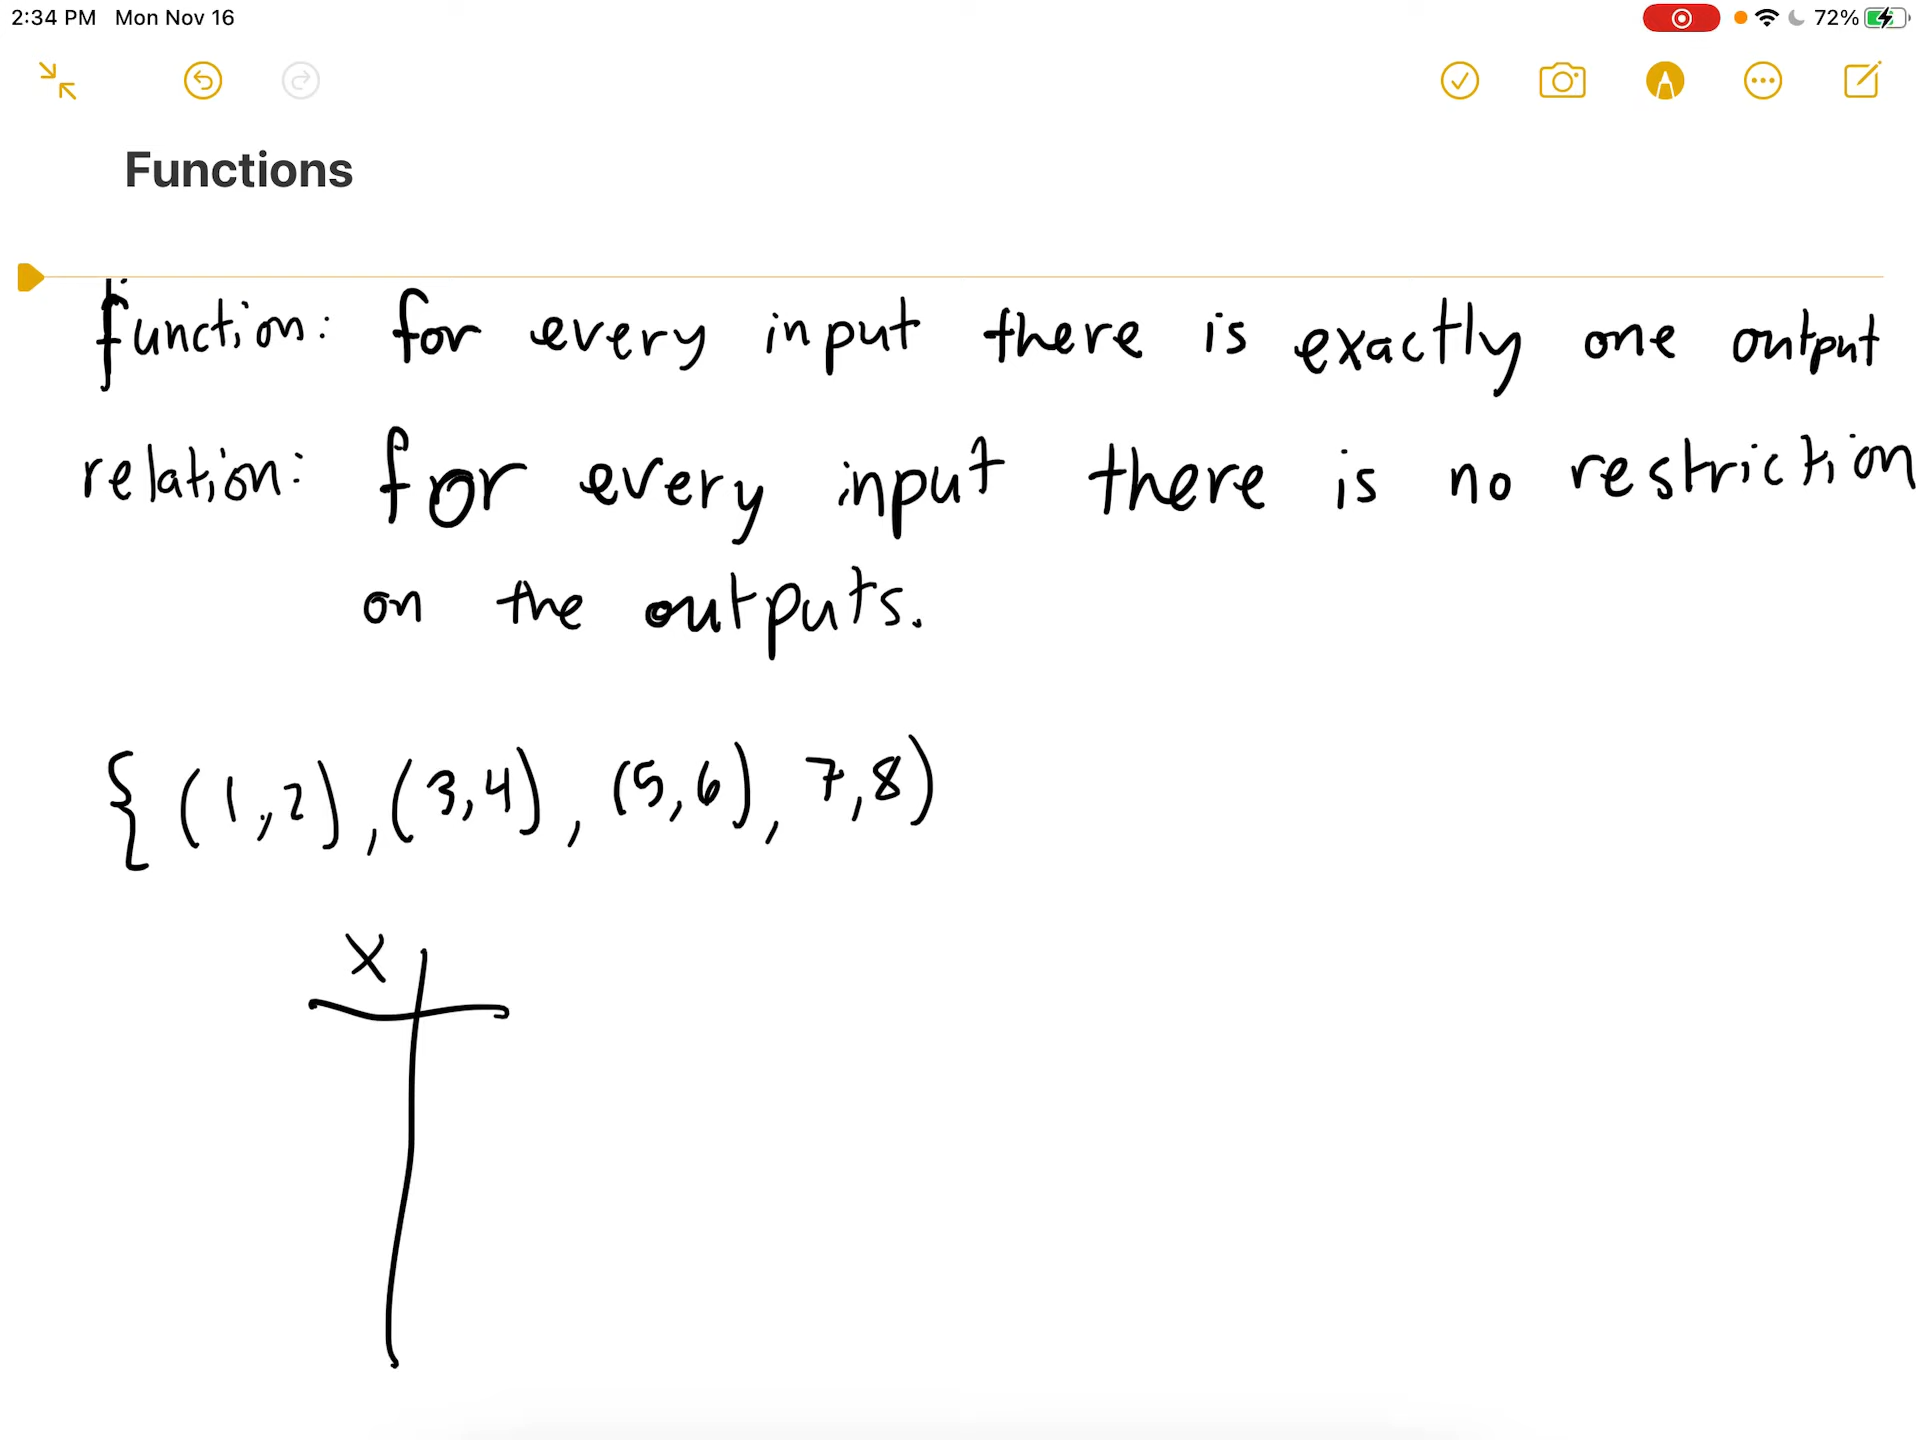 2:34 PM Mon Nov 16 72%
Functions
function: for every input there is exactly one output
relation: for every input there is no restriction
on the outputs.
{ (1,2), (3,4), (5,6), 7,8)
X